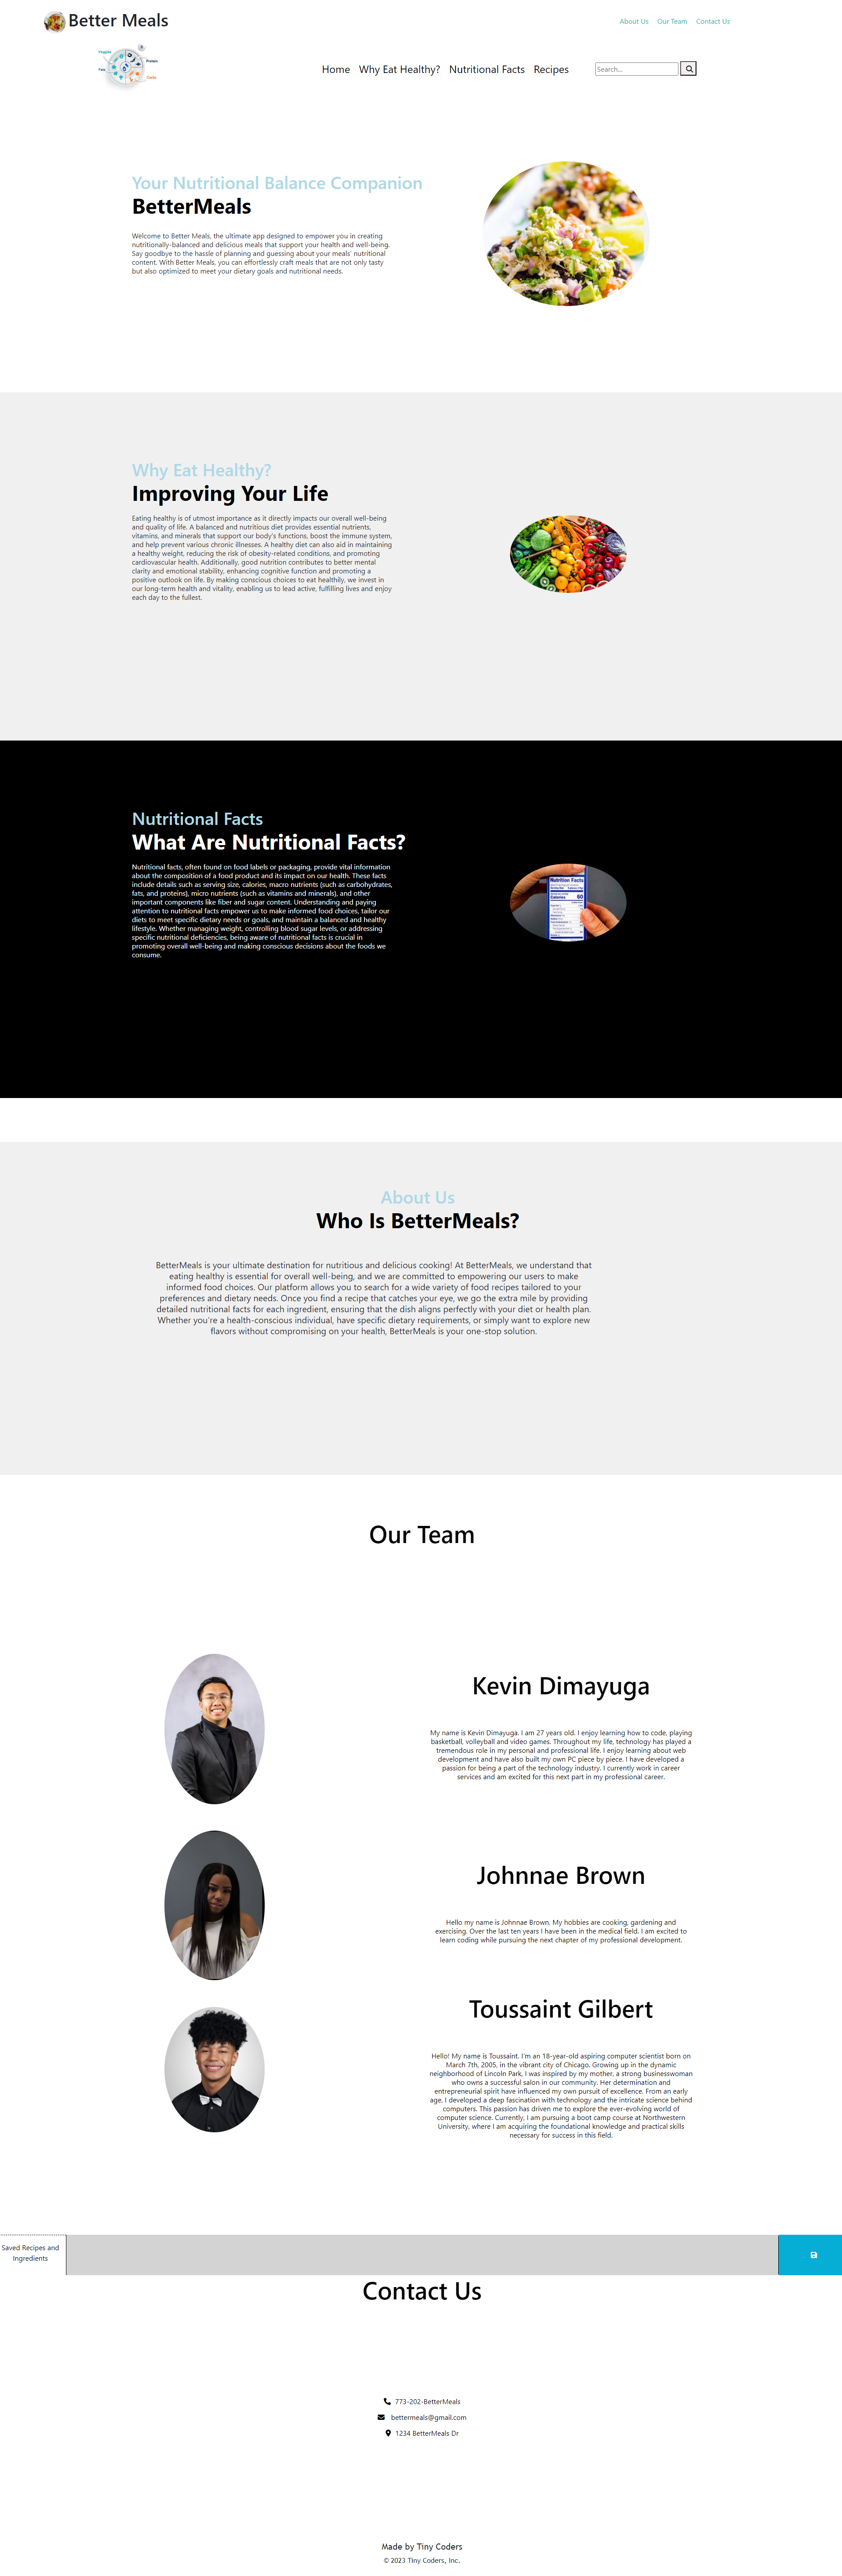 Better Meals
About Us Our Team Contact Us
Veggies
Protein
Fats
Home Why Eat Healthy? Nutritional Facts Recipes
Search...
Your Nutritional Balance Companion
BetterMeals
Welcome to Better Meals, the ultimate app designed to empower you in creating
nutritionally-balanced and delicious meals that support your health and well-being.
Say goodbye to the hassle of planning and guessing about your meals' nutritional
content. With Better Meals, you can effortlessly craft meals that are not only tasty
but also optimized to meet your dietary goals and nutritional needs.
Why Eat Healthy?
Improving Your Life
Eating healthy is of utmost importance as it directly impacts our overall well-being
and quality of life. A balanced and nutritious diet provides essential nutrients,
vitamins, and minerals that support our body's functions, boost the immune system,
and help prevent various chronic illnesses. A healthy diet can also aid in maintaining
a healthy weight, reducing the risk of obesity-related conditions, and promoting
cardiovascular health. Additionally, good nutrition contributes to better mental
clarity and emotional stability, enhancing cognitive function and promoting a
positive outlook on life. By making conscious choices to eat healthily, we invest in
our long-term health and vitality, enabling us to lead active, fulfilling lives and enjoy
each day to the fullest.
Nutritional Facts
What Are Nutritional Facts?
Nutritional facts, often found on food labels or packaging, provide vital information
about the composition of a food product and its impact on our health. These facts
include details such as serving size, calories, macro nutrients (such as carbohydrates,
fats, and proteins), micro nutrients (such as vitamins and minerals), and other
important components like fiber and sugar content. Understanding and paying
attention to nutritional facts empower us to make informed food choices, tailor our
diets to meet specific dietary needs or goals, and maintain a balanced and healthy
lifestyle. Whether managing weight, controlling blood sugar levels, or addressing
specific nutritional deficiencies, being aware of nutritional facts is crucial in
promoting overall well-being and making conscious decisions about the foods we
consume.
Nutrition Facts
Calories 60
About Us
Who Is BetterMeals?
BetterMeals is your ultimate destination for nutritious and delicious cooking! At BetterMeals, we understand that
eating healthy is essential for overall well-being, and we are committed to empowering our users to make
informed food choices. Our platform allows you to search for a wide variety of food recipes tailored to your
preferences and dietary needs. Once you find a recipe that catches your eye, we go the extra mile by providing
detailed nutritional facts for each ingredient, ensuring that the dish aligns perfectly with your diet or health plan.
Whether you're a health-conscious individual, have specific dietary requirements, or simply want to explore new
flavors without compromising on your health, BetterMeals is your one-stop solution.
Our Team
Kevin Dimayuga
My name is Kevin Dimayuga. I am 27 years old. I enjoy learning how to code, playing
basketball, volleyball and video games. Throughout my life, technology has played a
tremendous role in my personal and professional life. I enjoy learning about web
development and have also built my own PC piece by piece. I have developed a
passion for being a part of the technology industry. I currently work in career
services and am excited for this next part in my professional career.
Johnnae Brown
Hello my name is Johnnae Brown. My hobbies are cooking, gardening and
exercising. Over the last ten years I have been in the medical field. I am excited to
learn coding while pursuing the next chapter of my professional development.
Toussaint Gilbert
Hello! My name is Toussaint. I'm an 18-year-old aspiring computer scientist born on
March 7th, 2005, in the vibrant city of Chicago. Growing up in the dynamic
neighborhood of Lincoln Park, I was inspired by my mother, a strong businesswoman
who owns a successful salon in our community. Her determination and
entrepreneurial spirit have influenced my own pursuit of excellence. From an early
age, I developed a deep fascination with technology and the intricate science behind
computers. This passion has driven me to explore the ever-evolving world of
computer science. Currently, I am pursuing a boot camp course at Northwestern
University, where I am acquiring the foundational knowledge and practical skills
necessary for success in this field.
Saved Recipes and
Ingredients
Contact Us
773-202-BetterMeals
bettermeals@gmail.com
1234 BetterMeals Dr
Made by Tiny Coders
© 2023 TIny Coders, Inc.